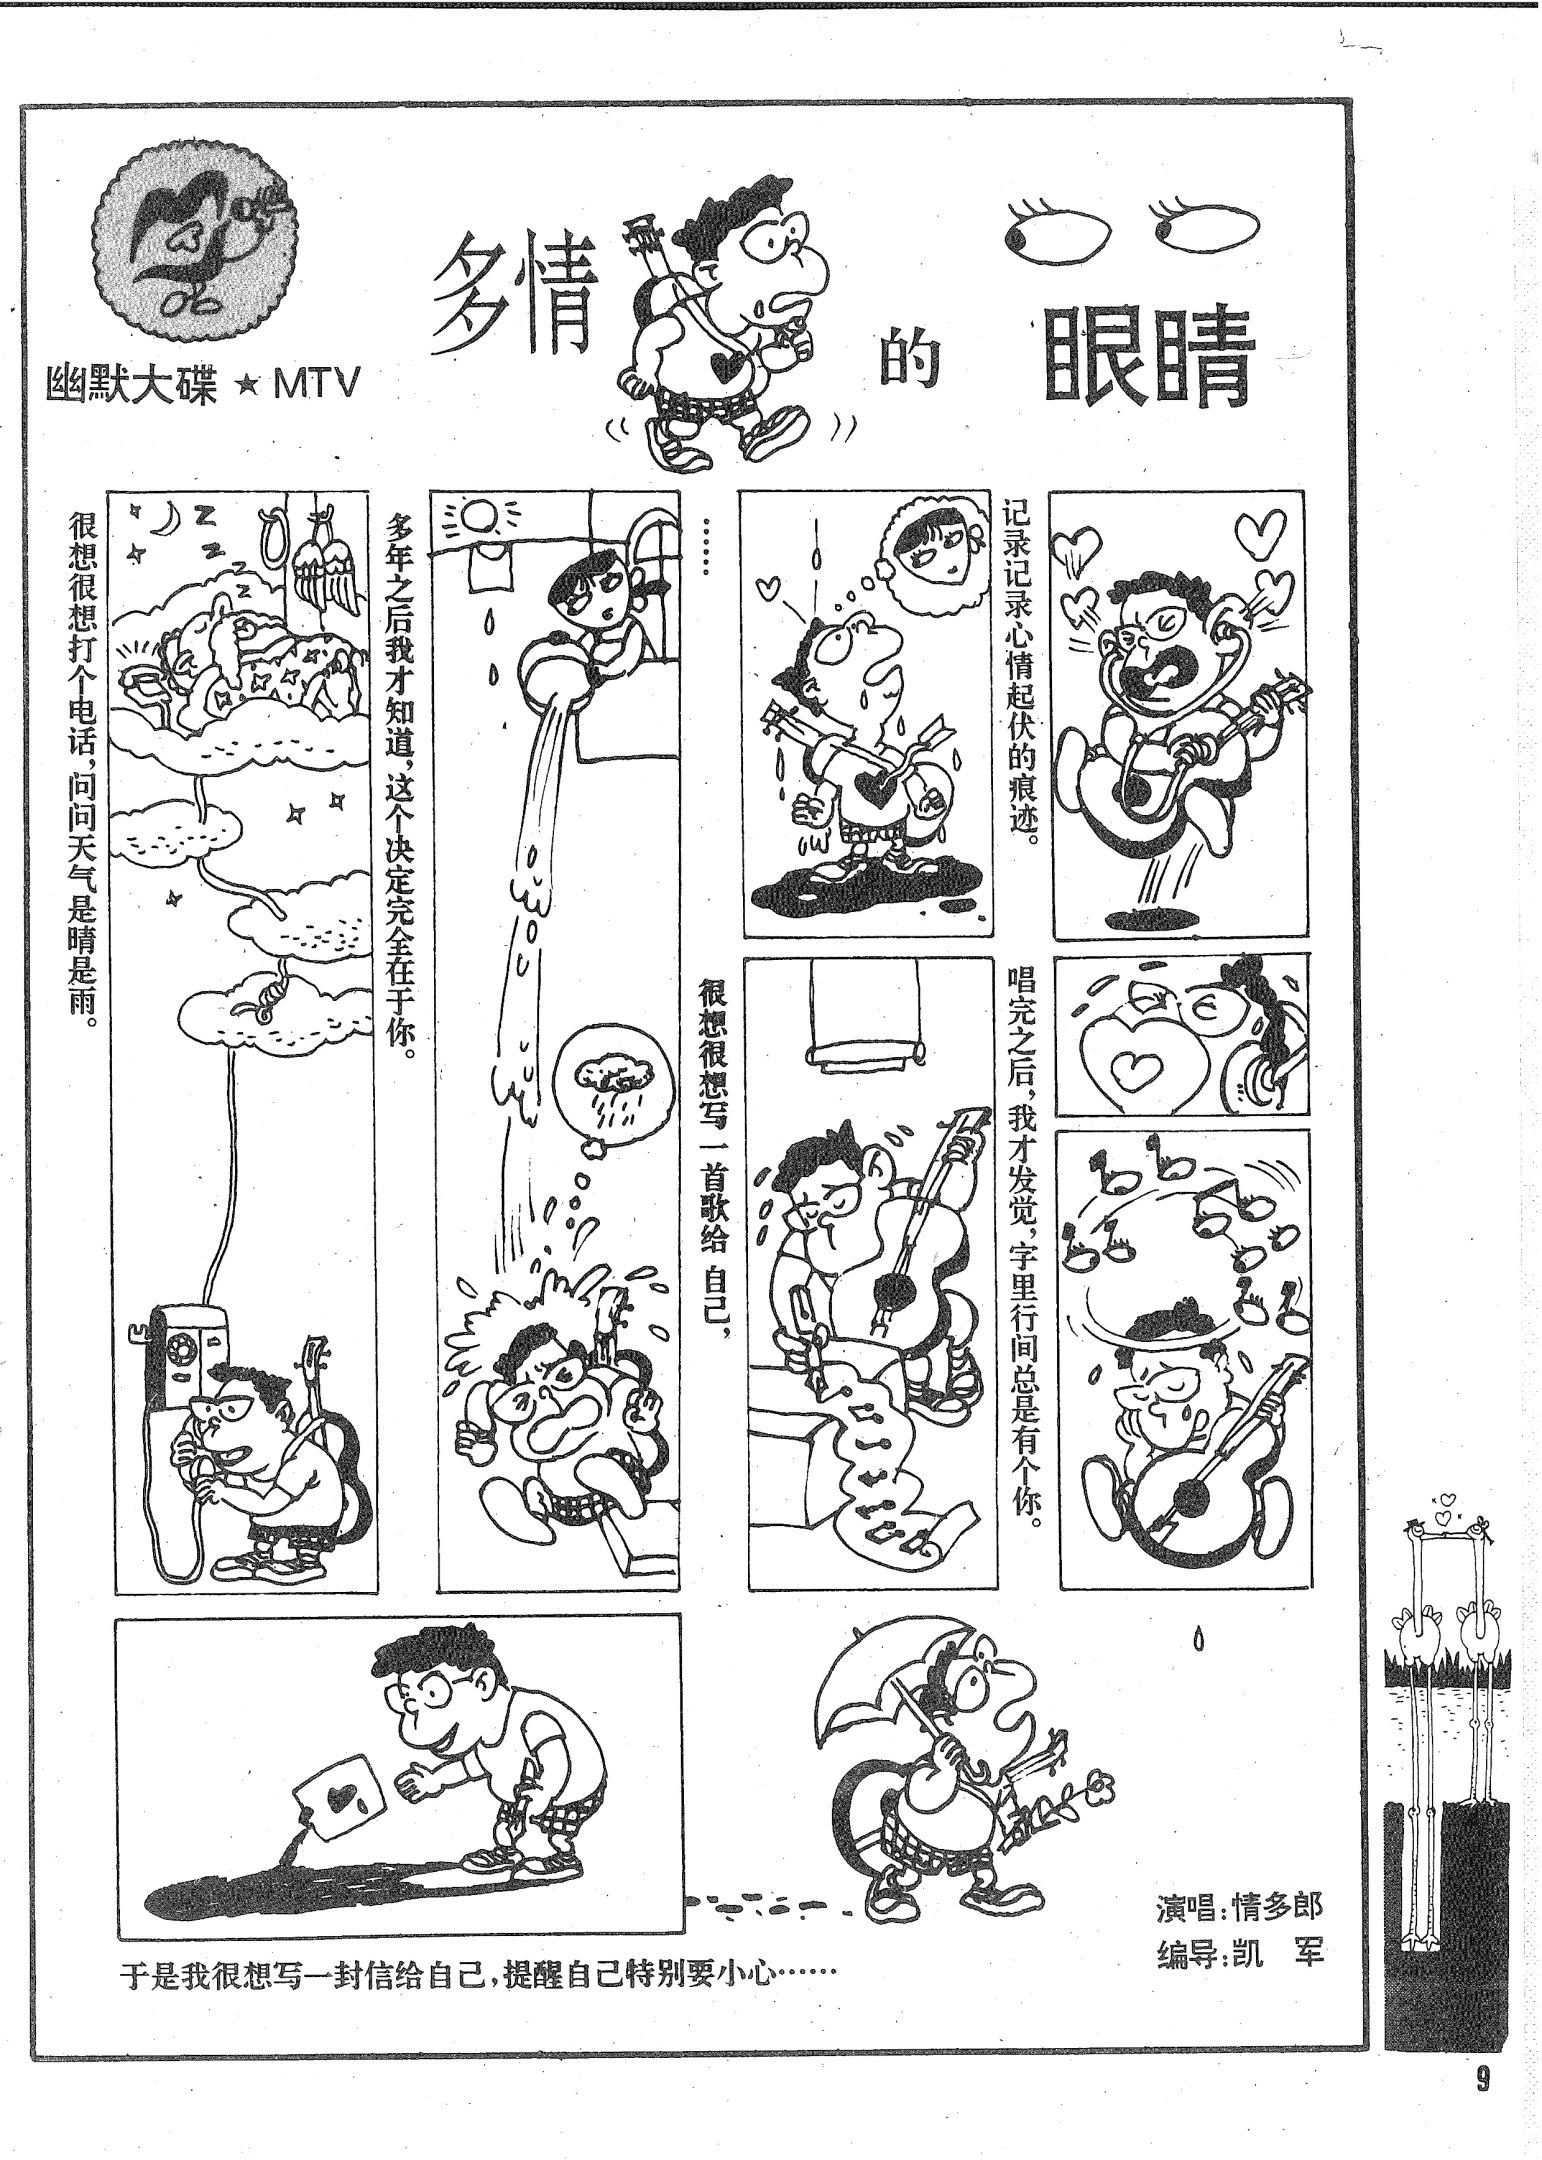 幽默大碟★MTV
多情的眼睛
很想很想打个电话，问问天气是晴是雨。
多年之后我才知道，这个决定完全在于你。
……
很想很想写一首歌给自己，
记录记录心情起伏的痕迹。
唱完之后，我才发觉，字里行间总是有个你。
于是我很想写一封信给自己，提醒自己特别要小心……
演唱：情多郎
编导：凯 军
z
z
z
z
9